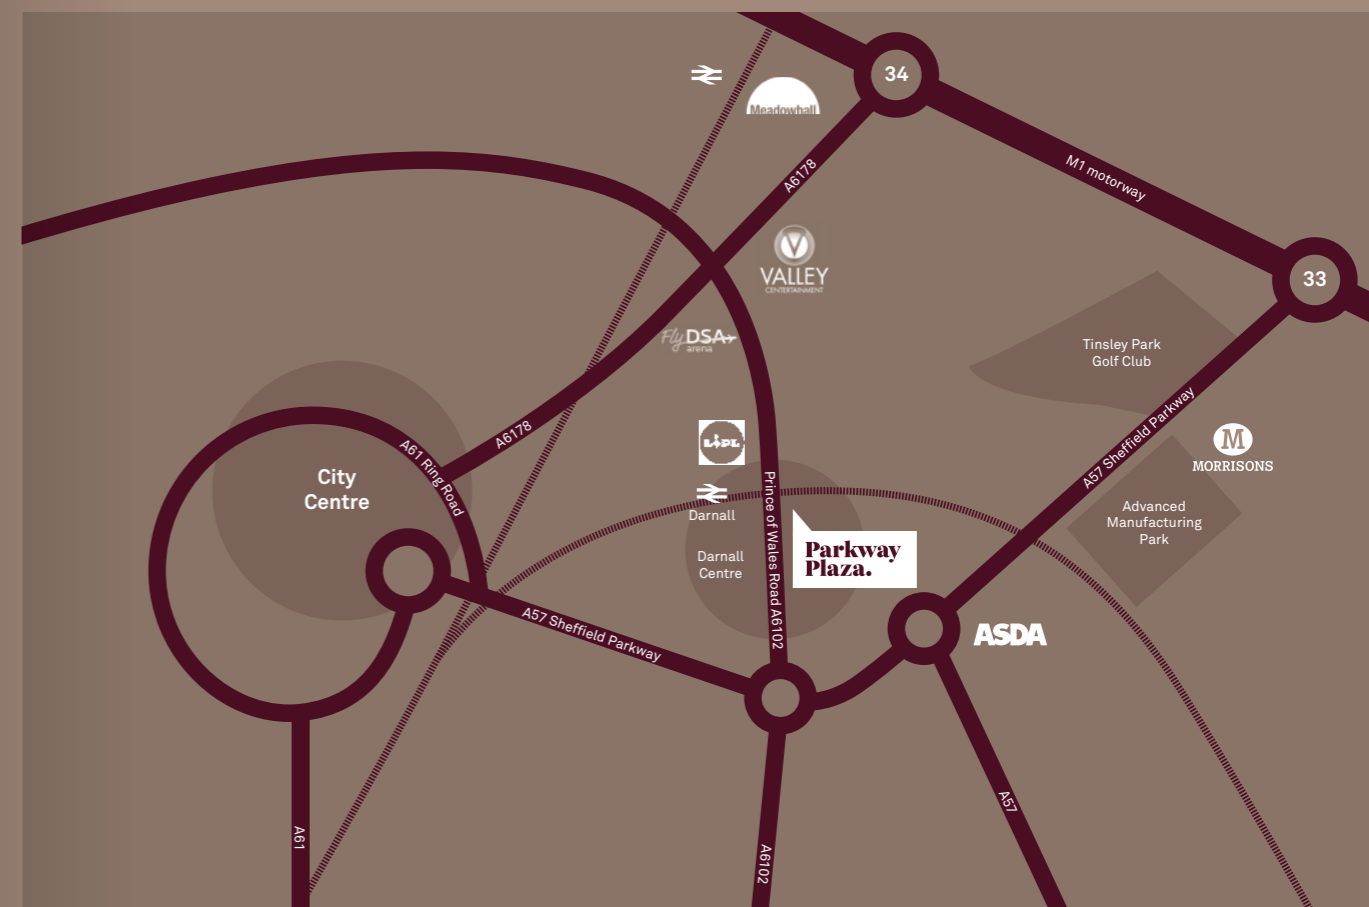 34
Meadowhall
M1 motorway
A6178
VALLEY
CENTERTAINMENT
33
FlyDSA
arena
Tinsley Park
Golf Club
A57 Sheffield Parkway
A6178
LIDL
M
MORRISONS
A61 Ring Road
City
Centre
Prince of Wales Road A6102
Darnall
Advanced
Manufacturing
Park
Darnall
Centre
Parkway
Plaza.
A57 Sheffield Parkway
ASDA
A57
A61
A6102